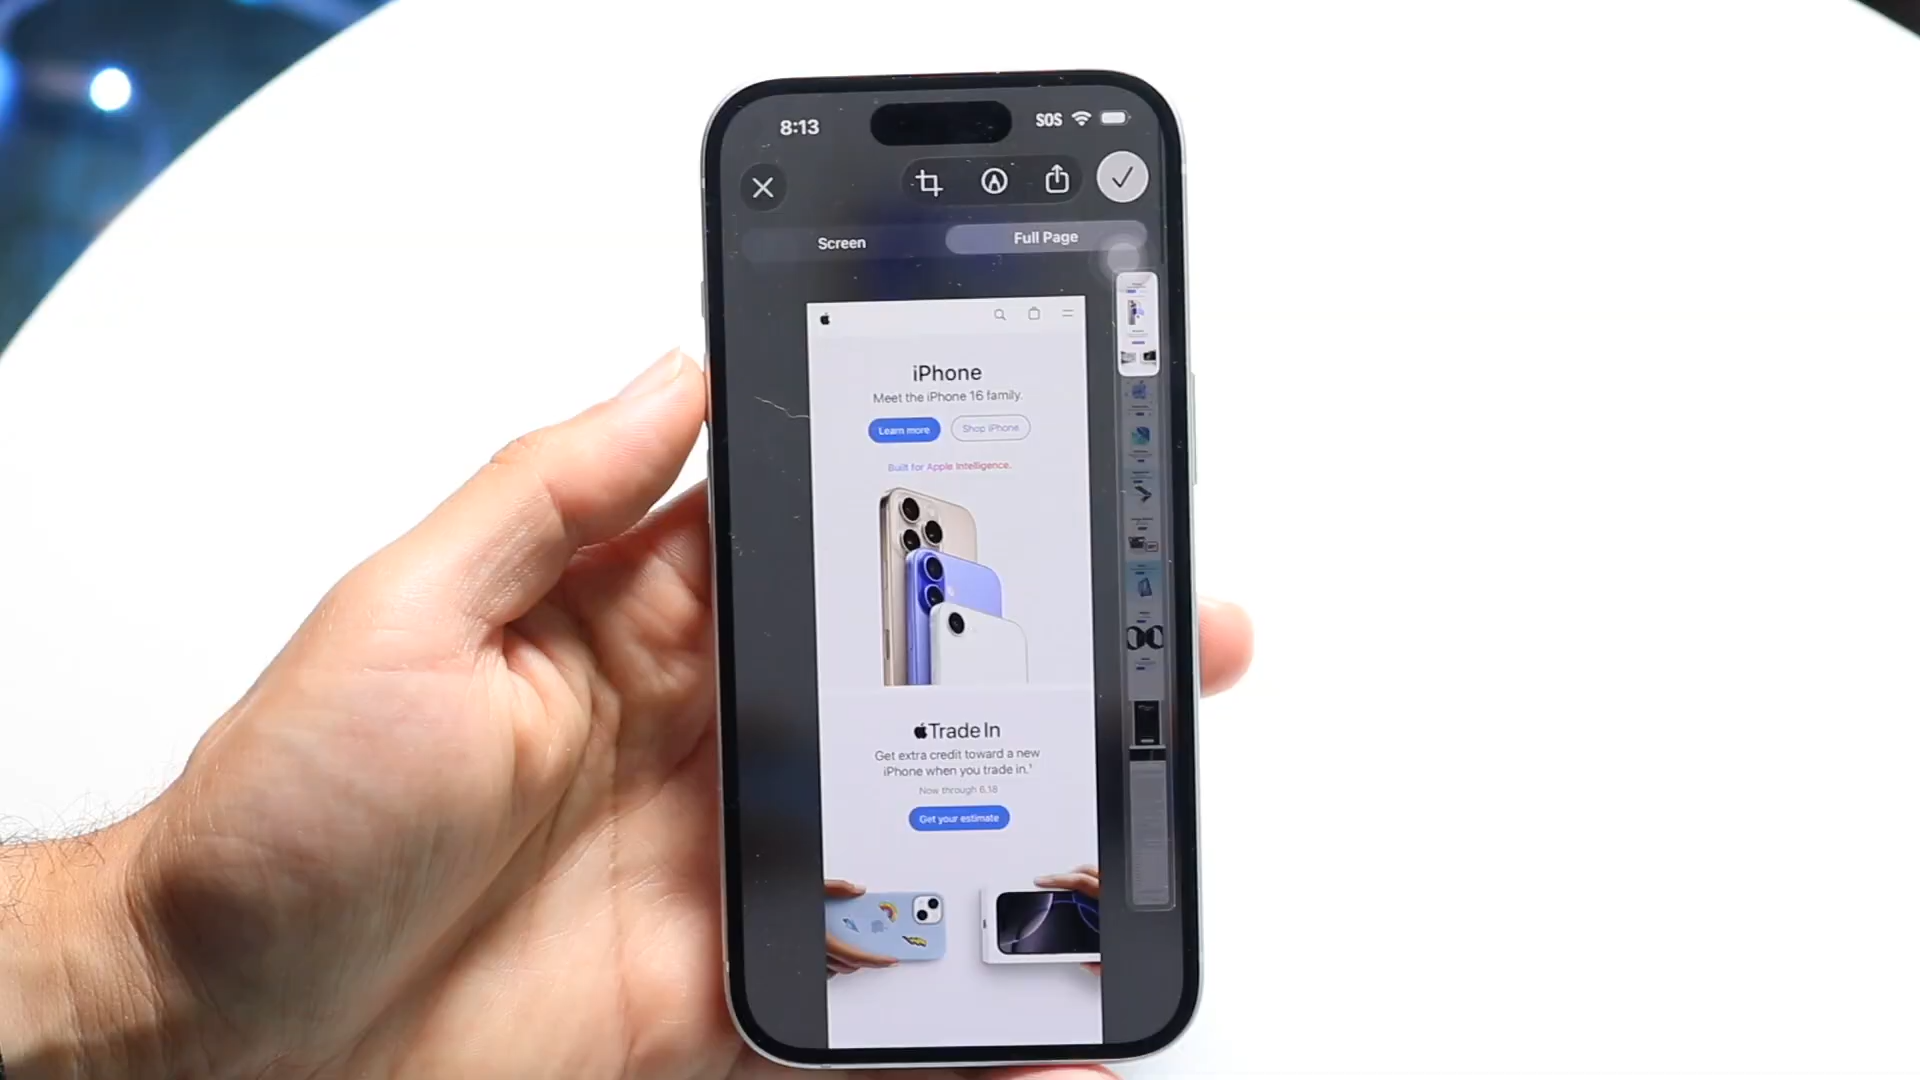 8:13
SOS
Screen
Full Page
iPhone
Meet the iPhone 16 family.
Learn more
Shop iPhone
Built for Apple Intelligence.
Trade In
Get extra credit toward a new
iPhone when you trade in.¹
Now through 6.18
Get your estimate